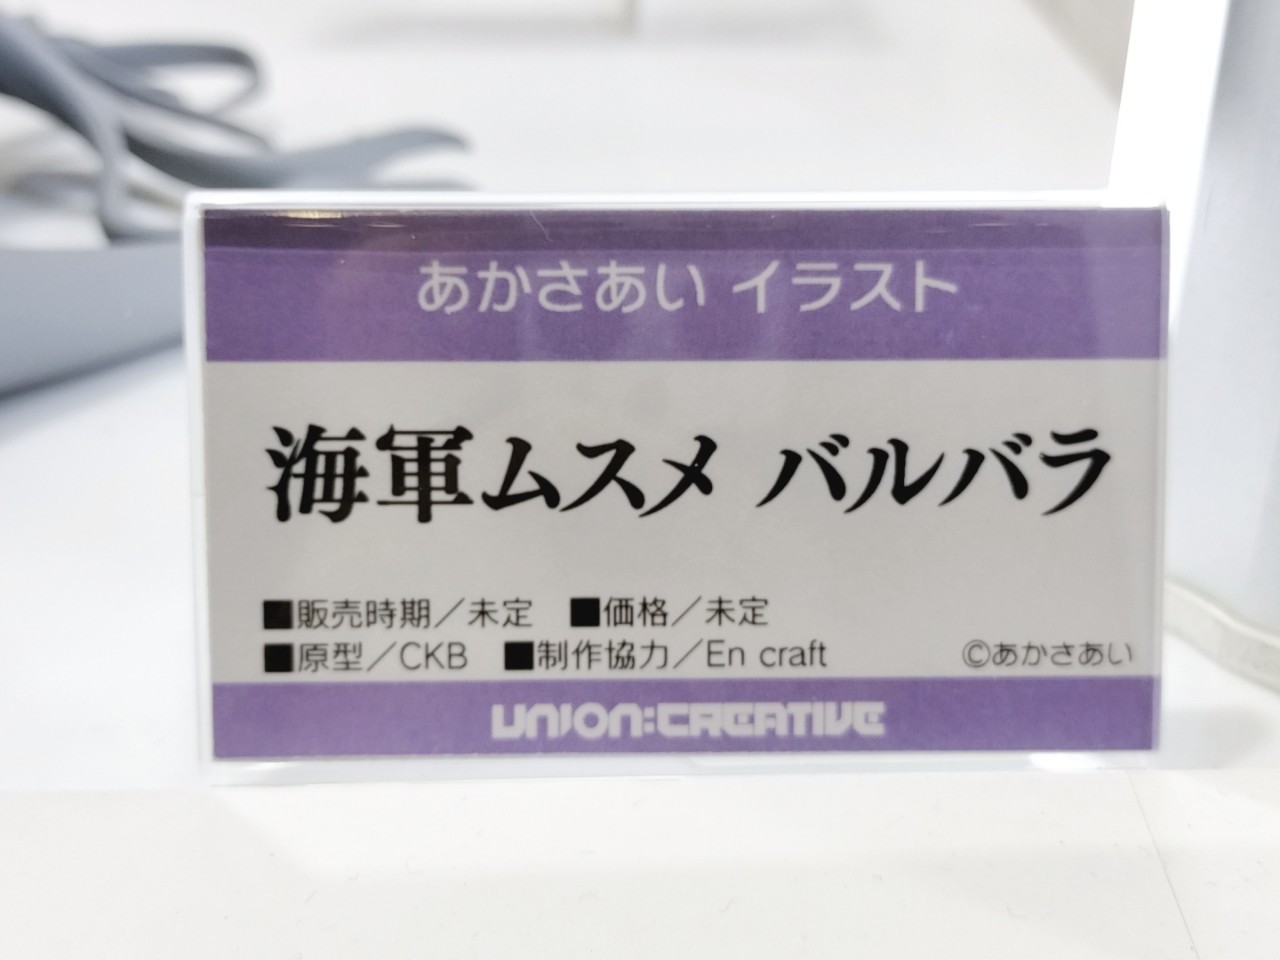 あかさあい イラスト
海軍ムスメ バルバラ
■販売時期／未定　■価格／未定
■原型／CKB　■制作協力／En craft　©あかさあい
UNION:CREATIVE